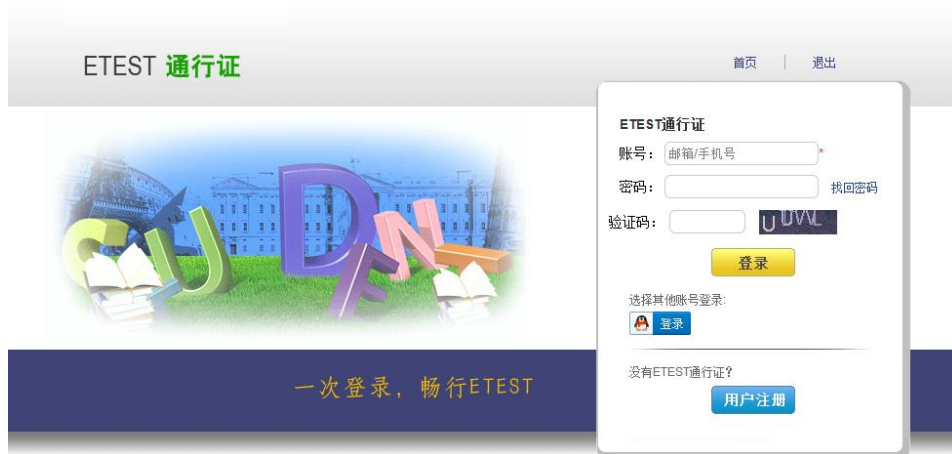 ETEST 通行证
首页 | 退出
ETEST通行证
账号： 邮箱/手机号 *
密码： 找回密码
验证码：
登录
选择其他账号登录:
登录
没有ETEST通行证?
用户注册
一次登录，畅行ETEST